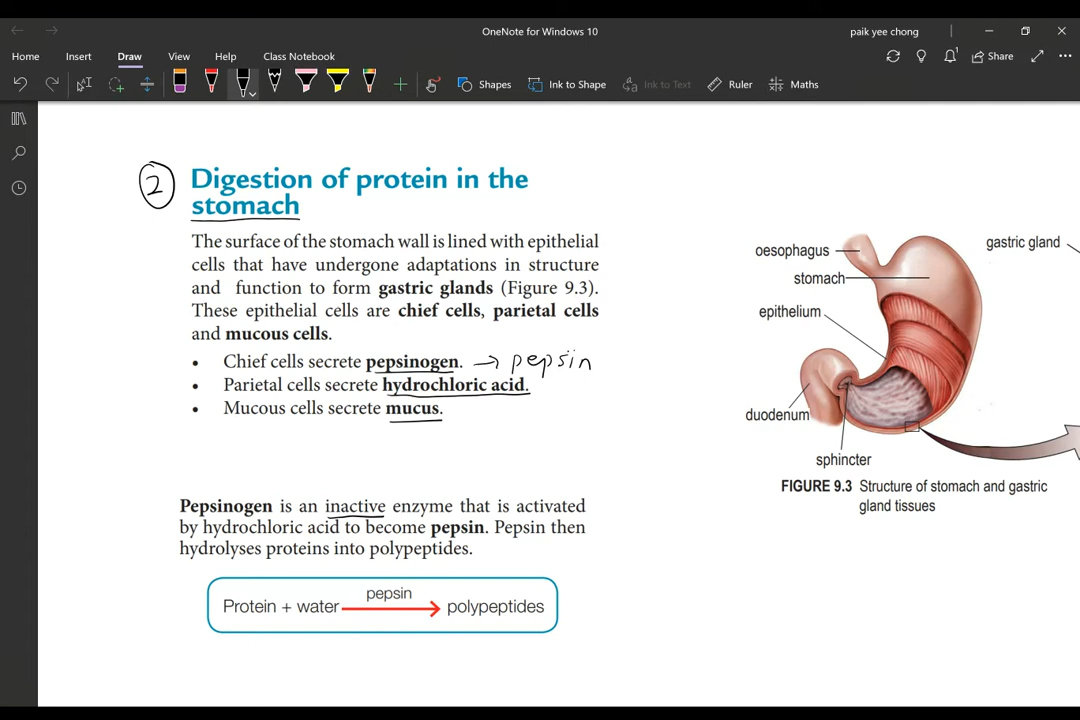 OneNote for Windows 10
paik yee chong
Home Insert Draw View Help Class Notebook
1 Share
Shapes Ink to Shape Ink to Text Ruler Maths
2 Digestion of protein in the
stomach
The surface of the stomach wall is lined with epithelial
cells that have undergone adaptations in structure
and function to form gastric glands (Figure 9.3).
These epithelial cells are chief cells, parietal cells
and mucous cells.
• Chief cells secrete pepsinogen. → pepsin
• Parietal cells secrete hydrochloric acid.
• Mucous cells secrete mucus.
Pepsinogen is an inactive enzyme that is activated
by hydrochloric acid to become pepsin. Pepsin then
hydrolyses proteins into polypeptides.
pepsin
Protein + water → polypeptides
gastric gland
oesophagus
stomach
epithelium
duodenum
sphincter
FIGURE 9.3 Structure of stomach and gastric
gland tissues